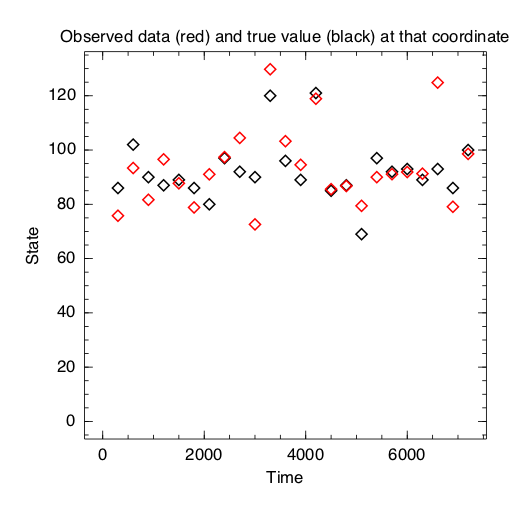 Observed data (red) and true value (black) at that coordinate
120
100
80
60
40
20
0
State
0 2000 4000 6000
Time